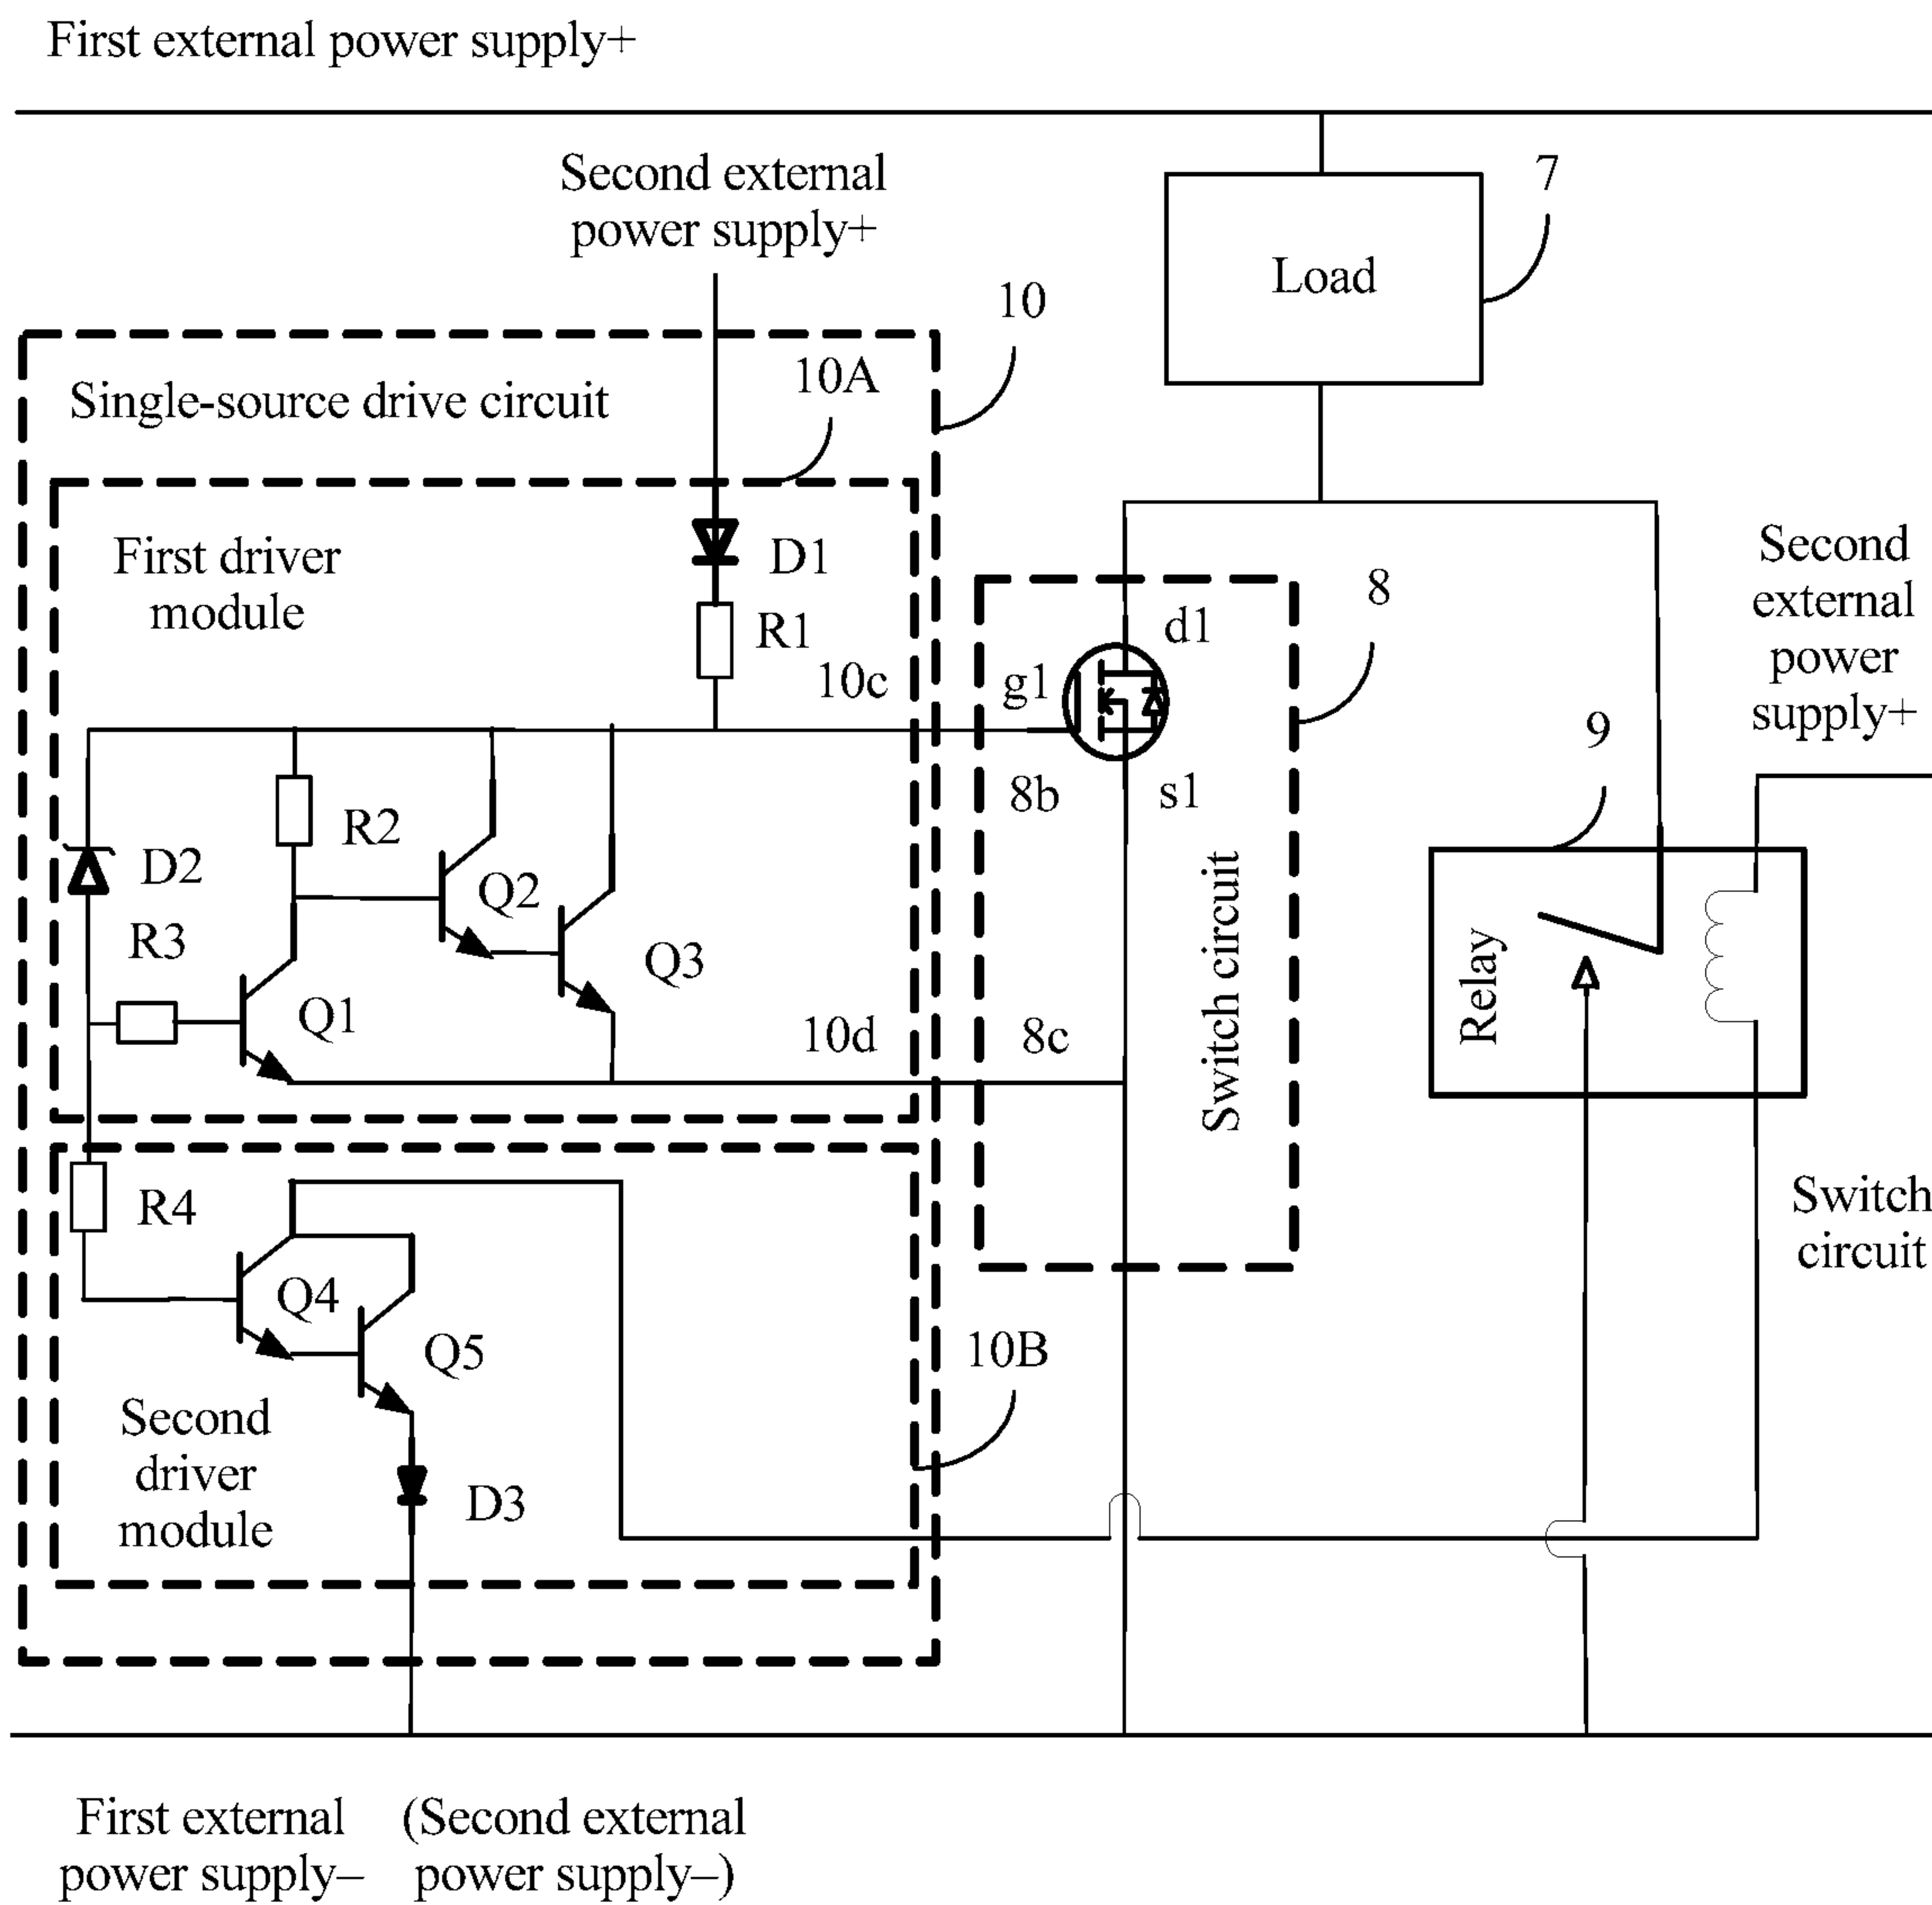 First external power supply+
Second external
power supply+
7
Load
10
10A
Single-source drive circuit
First driver
module
D1
R1
10c
8
d1
g1
Second
external
power
supply+
9
8b
s1
R2
D2
Q2
R3
Q3
Q1
10d
8c
Switch circuit
Relay
R4
Switch
circuit
Q4
Q5
10B
Second
driver
module
D3
First external
power supply–
(Second external
power supply–)